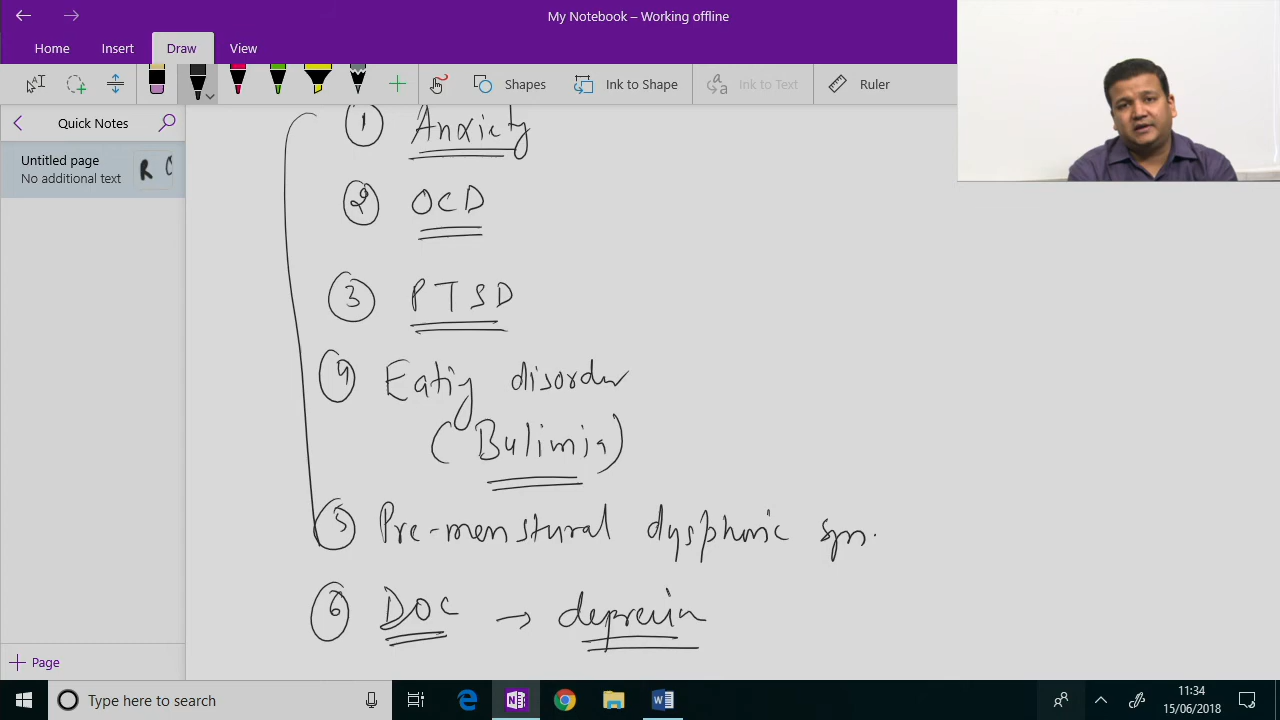 My Notebook – Working offline
Home Insert Draw View
Shapes Ink to Shape Ink to Text Ruler
Quick Notes
Untitled page
No additional text
R
① Anxiety
② OCD
③ PTSD
④ Eatig disorder
(Bulimia)
⑤ Pre-menstural dysphoric syn.
⑥ DOC → depression
+ Page
Type here to search
11:34
15/06/2018